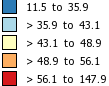 11.5 to 35.9
> 35.9 to 43.1
> 43.1 to 48.9
> 48.9 to 56.1
> 56.1 to 147.9